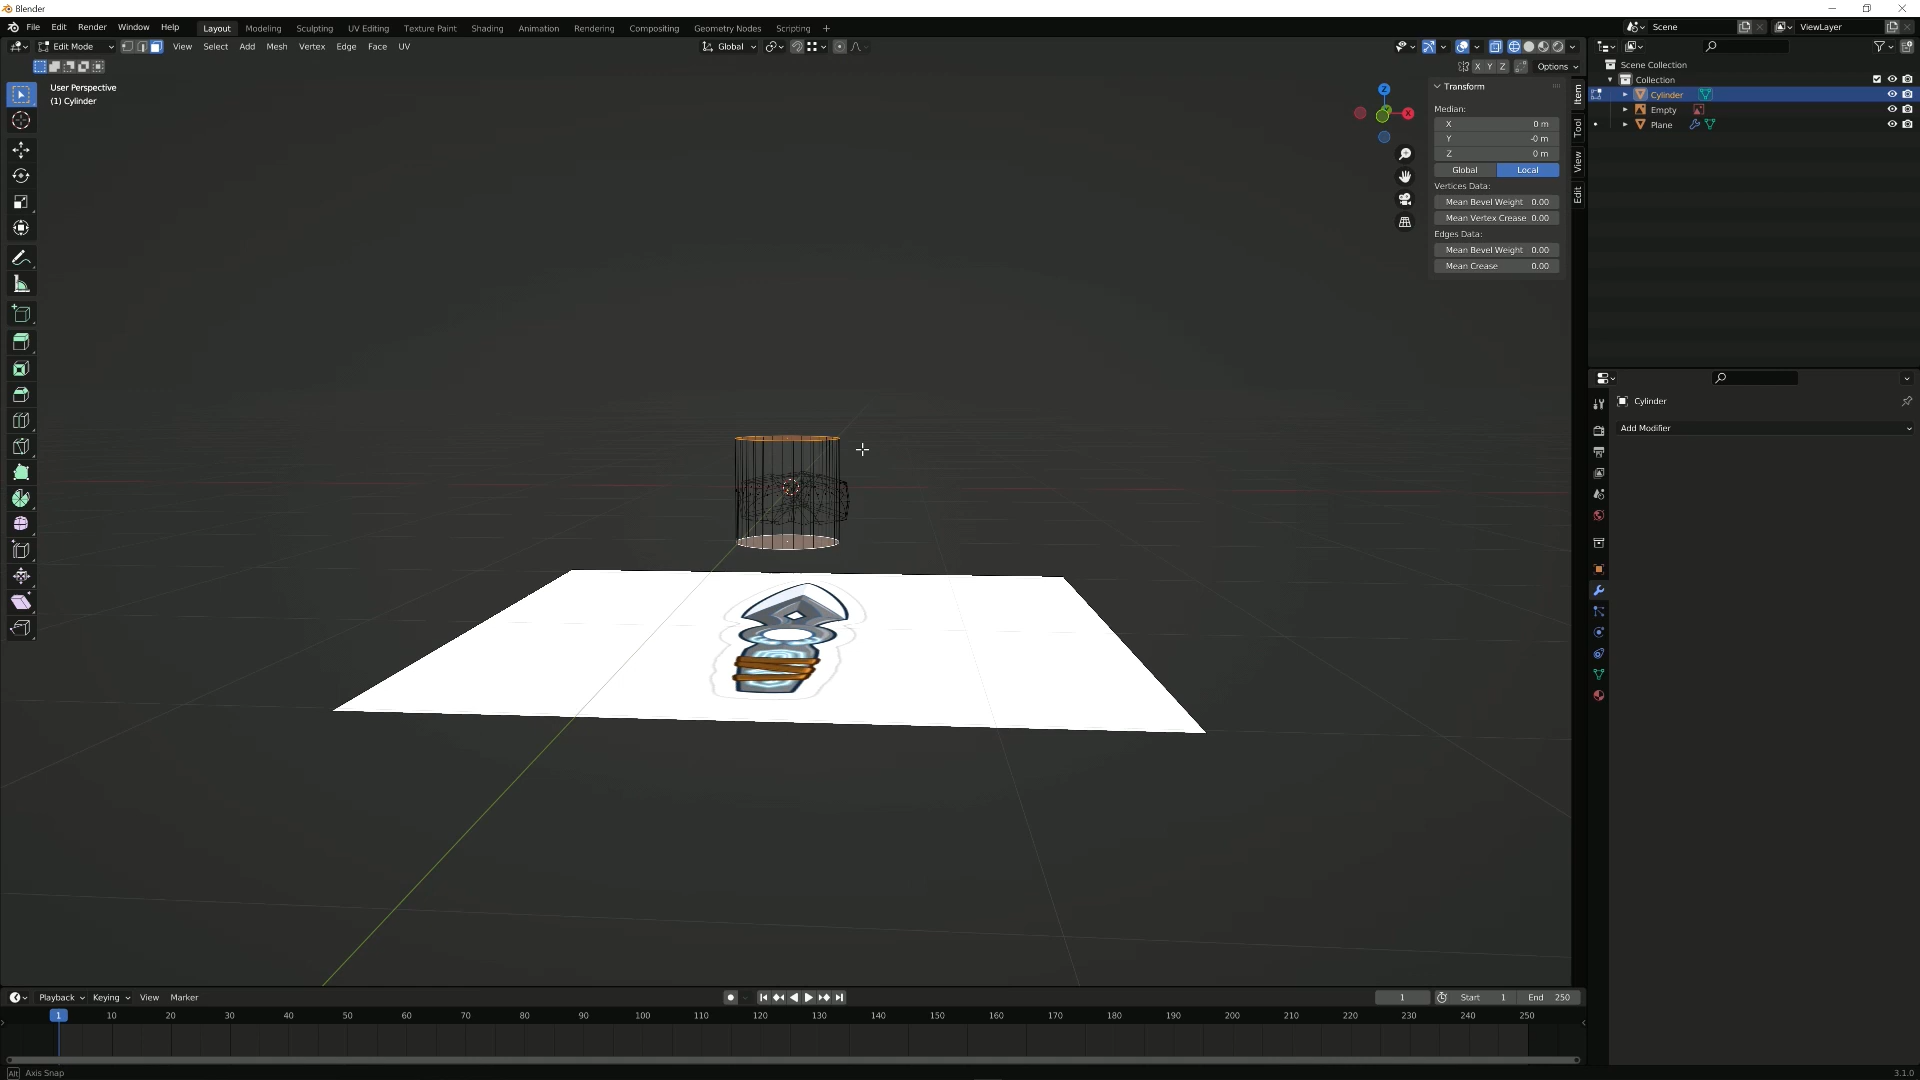 Blender
File Edit Render Window Help Layout Modeling Sculpting UV Editing Texture Paint Shading Animation Rendering Compositing Geometry Nodes Scripting + Scene ViewLayer
Edit Mode View Select Add Mesh Vertex Edge Face UV Global
X Y Z Options
User Perspective
(1) Cylinder
Z
X
Transform
Median:
X 0 m
Y -0 m
Z 0 m
Global Local
Vertices Data:
Mean Bevel Weight 0.00
Mean Vertex Crease 0.00
Edges Data:
Mean Bevel Weight 0.00
Mean Crease 0.00
Item
Tool
View
Edit
Scene Collection
Collection
Cylinder
Empty
Plane
Cylinder
Add Modifier
Playback Keying View Marker 1 Start 1 End 250
1 10 20 30 40 50 60 70 80 90 100 110 120 130 140 150 160 170 180 190 200 210 220 230 240 250
Alt Axis Snap 3.1.0